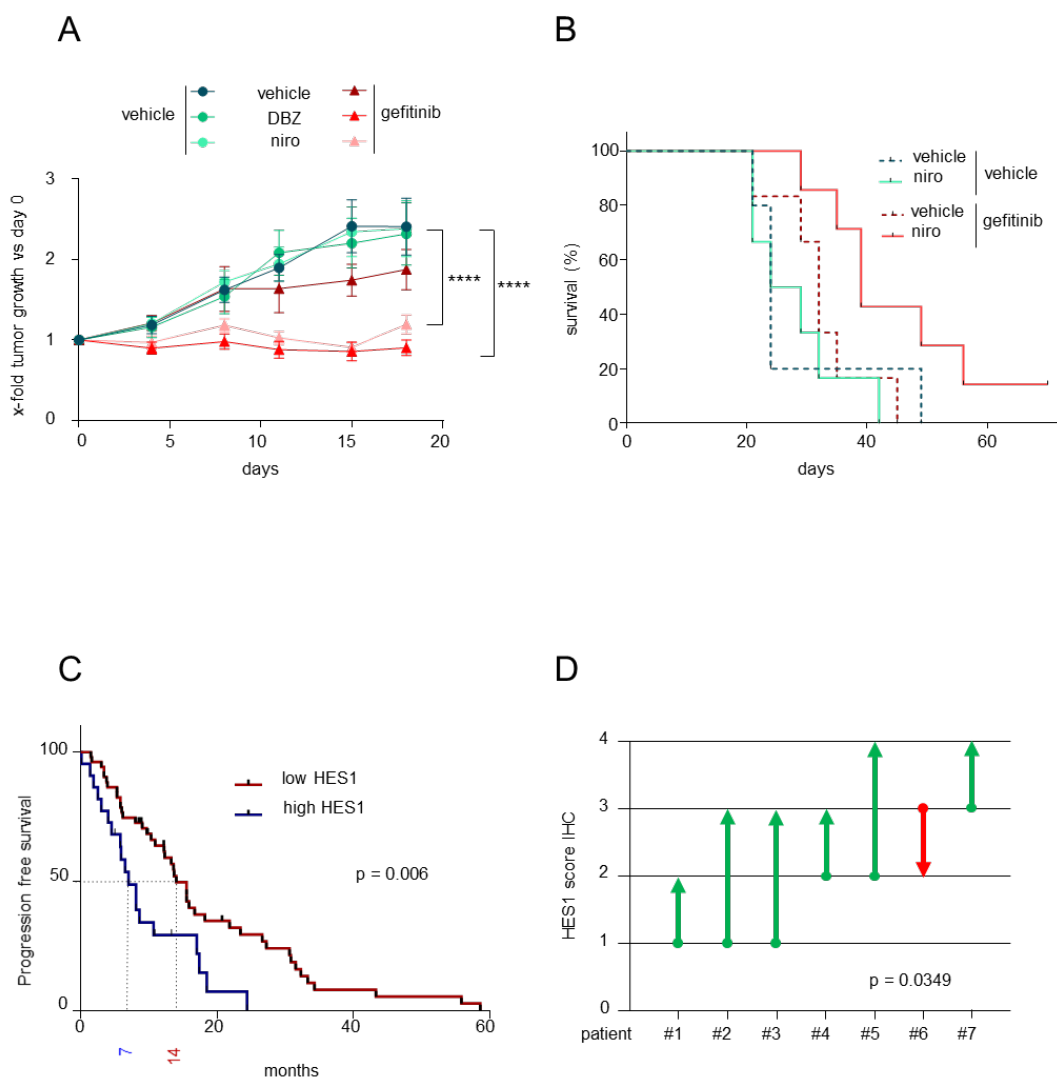 A
vehicle
vehicle
DBZ
niro
gefitinib
x-fold tumor growth vs day 0
3
2
1
0
0
5
10
15
20
days
****
****
B
survival (%)
100
80
60
40
20
0
0
20
40
60
days
vehicle
niro
vehicle
vehicle
niro
gefitinib
C
Progression free survival
100
50
0
0
20
40
60
7
14
months
low HES1
high HES1
p = 0.006
D
HES1 score IHC
4
3
2
1
0
p = 0.0349
patient #1 #2 #3 #4 #5 #6 #7